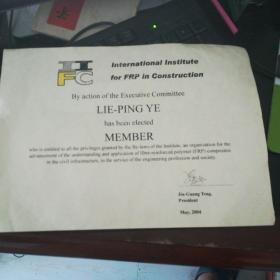 II
FC
International Institute
for FRP in Construction
By action of the Executive Committee
LIE-PING YE
has been elected
MEMBER
who is entitled to all the privileges granted by the By-laws of the Institute, an organisation for the
advancement of the understanding and application of fibre-reinforced polymer (FRP) composites
in the civil infrastructure, in the service of the engineering profession and society.
Jin-Guang Teng,
President
May, 2004